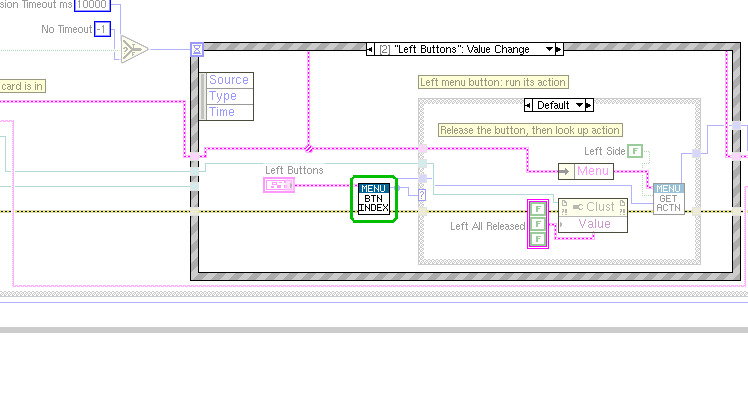 sion Timeout ms 10000
No Timeout -1
[2] "Left Buttons": Value Change
card is in
Source
Type
Time
Left menu button: run its action
Default
Release the button, then look up action
Left Side F
Left Buttons
Menu
MENU
BTN
INDEX
?
MENU
GET
ACTN
Left All Released
F
F
F
Clust
Value